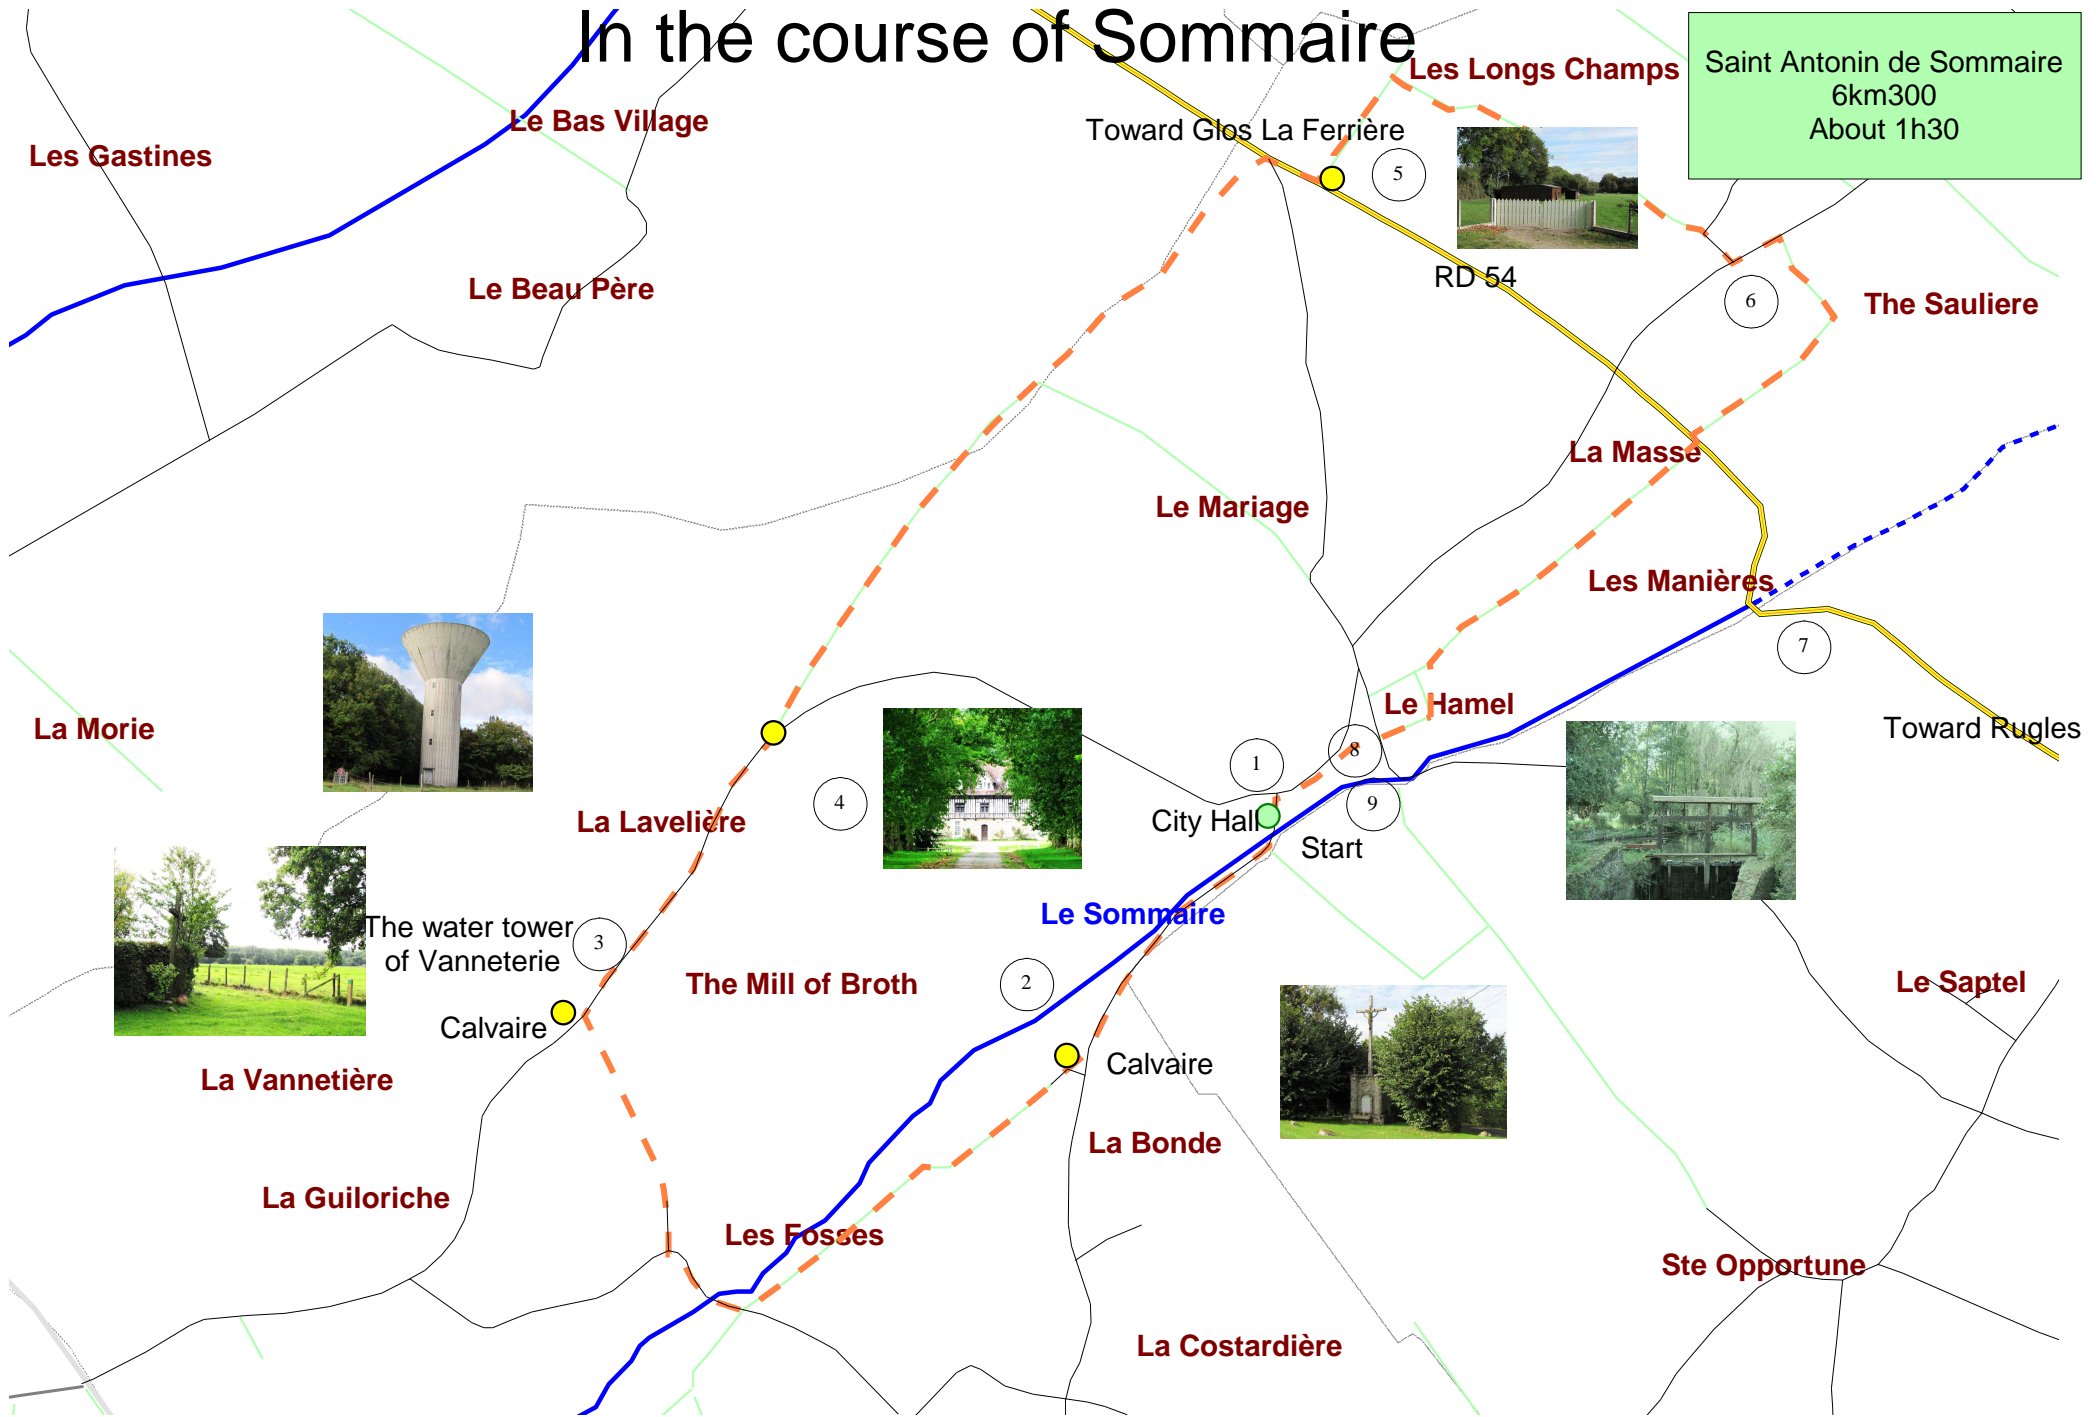 In the course of Sommaire
Saint Antonin de Sommaire
6km300
About 1h30
Les Longs Champs
Le Bas Village
Toward Glos La Ferrière
Les Gastines
5
RD 54
Le Beau Père
6
The Sauliere
La Masse
Le Mariage
Les Manières
7
La Morie
Le Hamel
Toward Rugles
1
8
4
9
La Lavelière
City Hall
Start
Le Sommaire
The water tower
of Vanneterie
3
The Mill of Broth
2
Le Saptel
Calvaire
Calvaire
La Vannetière
La Bonde
La Guiloriche
Les Fosses
Ste Opportune
La Costardière